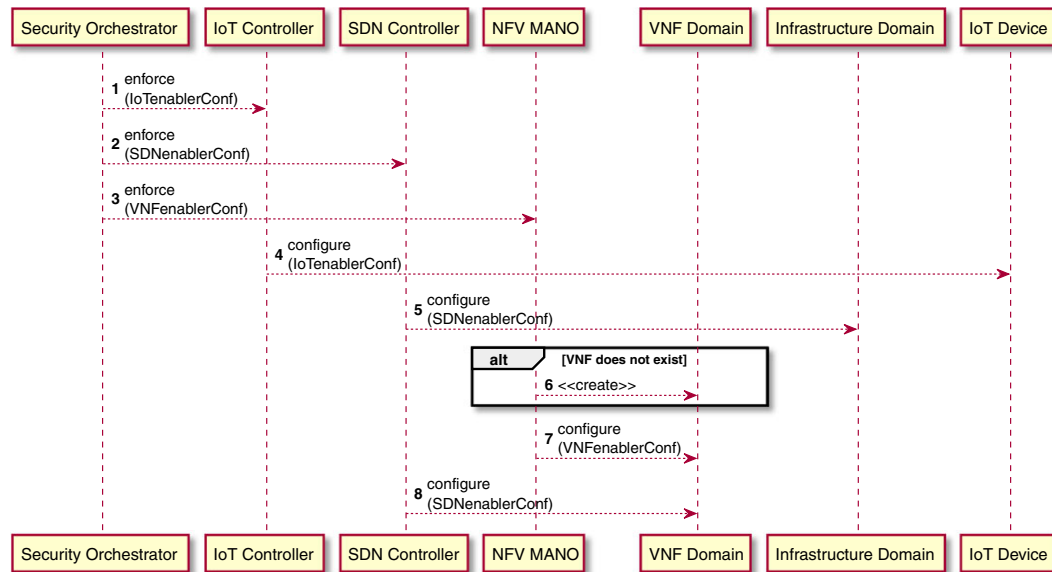 Security Orchestrator IoT Controller SDN Controller NFV MANO VNF Domain Infrastructure Domain IoT Device
1 enforce
(IoTenablerConf)
2 enforce
(SDNenablerConf)
3 enforce
(VNFenablerConf)
4 configure
(IoTenablerConf)
5 configure
(SDNenablerConf)
alt [VNF does not exist]
6 <<create>>
7 configure
(VNFenablerConf)
8 configure
(SDNenablerConf)
Security Orchestrator IoT Controller SDN Controller NFV MANO VNF Domain Infrastructure Domain IoT Device